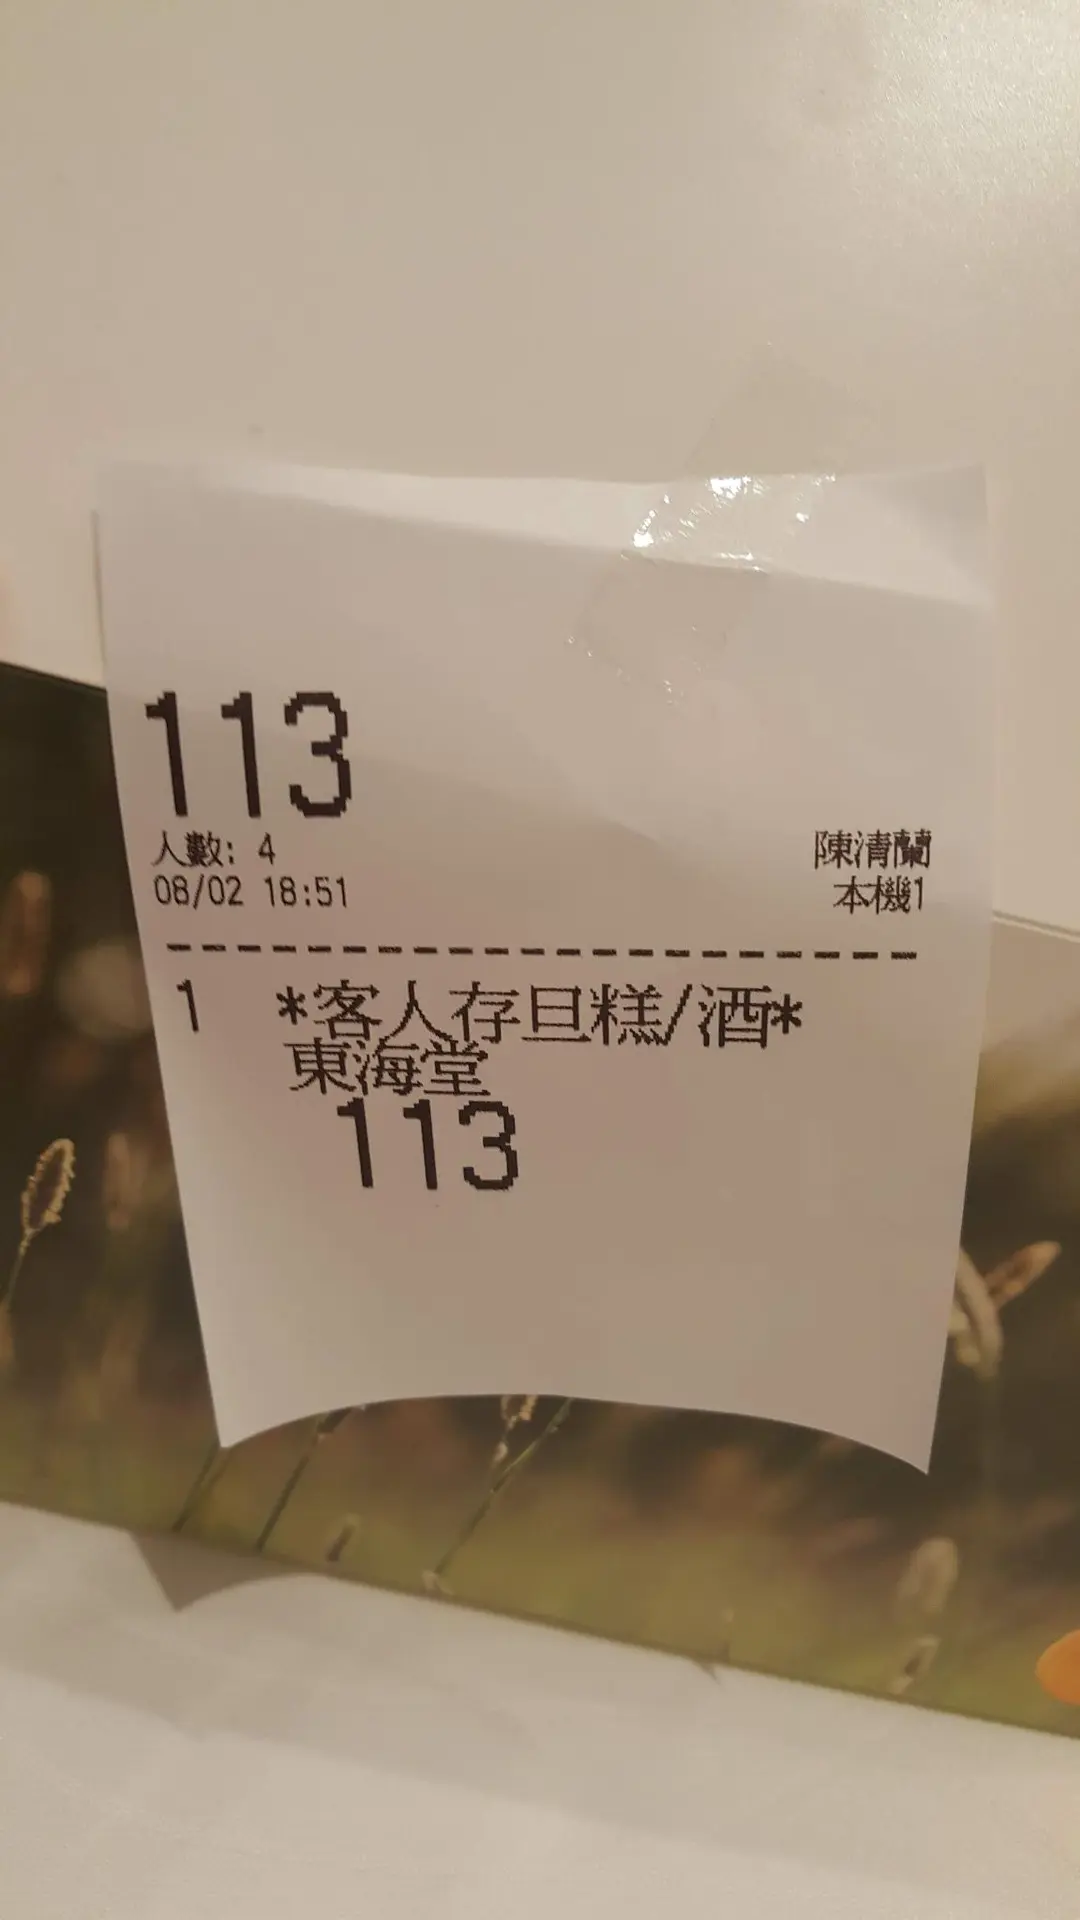 113
人數: 4 陳清蘭
08/02 18:51 本機1
1 *客人存旦糕/酒*
東海堂
113